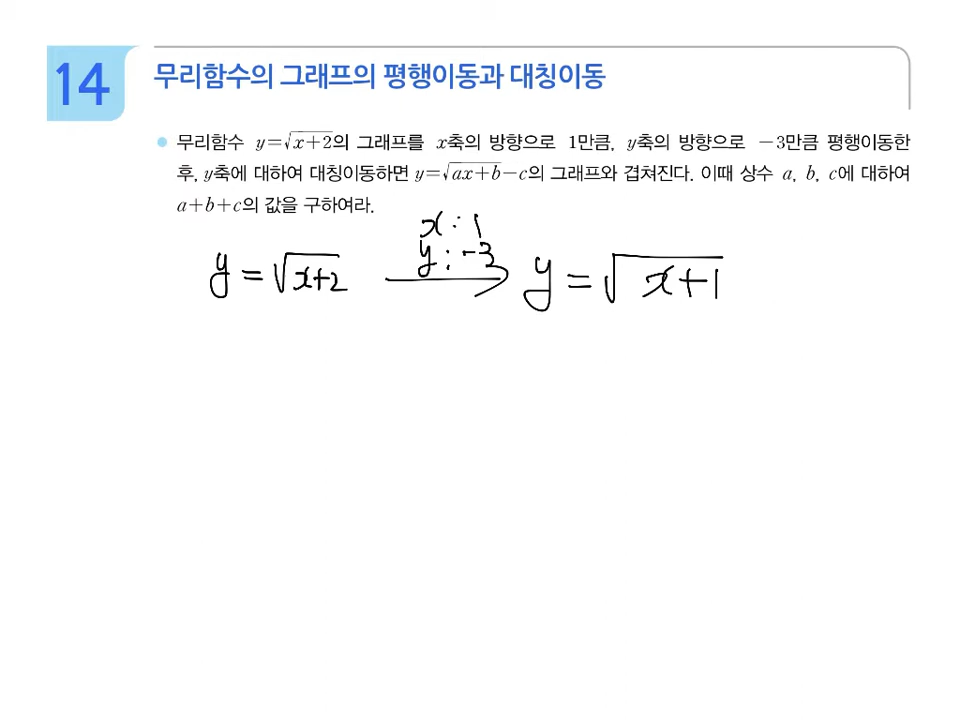 14 무리함수의 그래프의 평행이동과 대칭이동
무리함수 y=√x+2의 그래프를 x축의 방향으로 1만큼, y축의 방향으로 −3만큼 평행이동한
후, y축에 대하여 대칭이동하면 y=√ax+b−c의 그래프와 겹쳐진다. 이때 상수 a, b, c에 대하여
a+b+c의 값을 구하여라.
x : 1
y : -3
y = √x+2 → y = √x+1